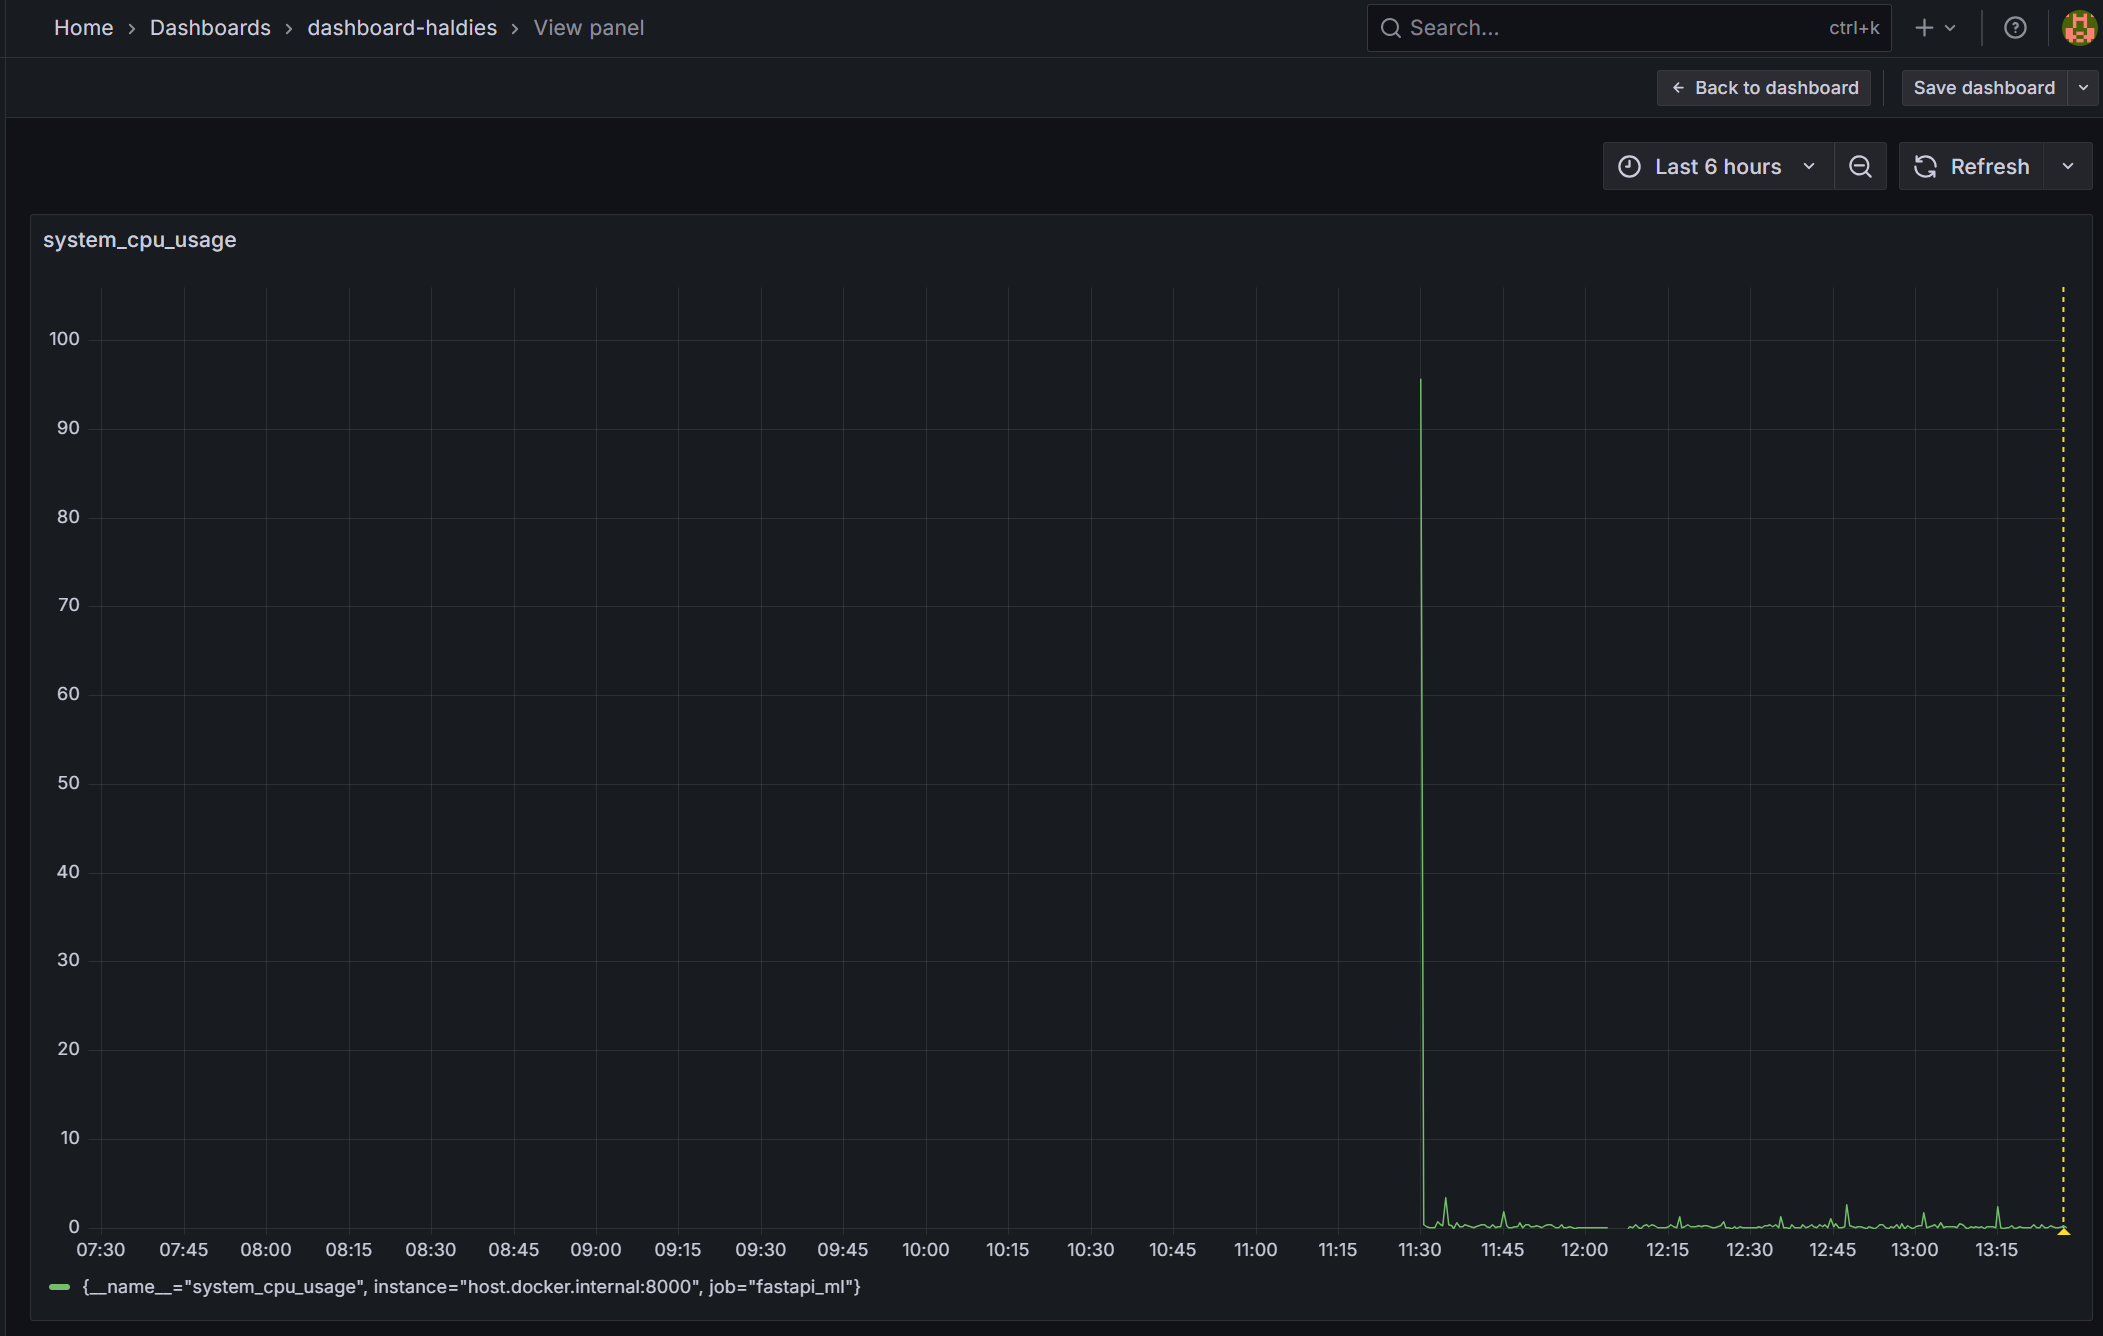 Home › Dashboards › dashboard-haldies › View panel
Search... ctrl+k
Back to dashboard
Save dashboard
Last 6 hours
Refresh
system_cpu_usage
100
90
80
70
60
50
40
30
20
10
0
07:30 07:45 08:00 08:15 08:30 08:45 09:00 09:15 09:30 09:45 10:00 10:15 10:30 10:45 11:00 11:15 11:30 11:45 12:00 12:15 12:30 12:45 13:00 13:15
{__name__="system_cpu_usage", instance="host.docker.internal:8000", job="fastapi_ml"}